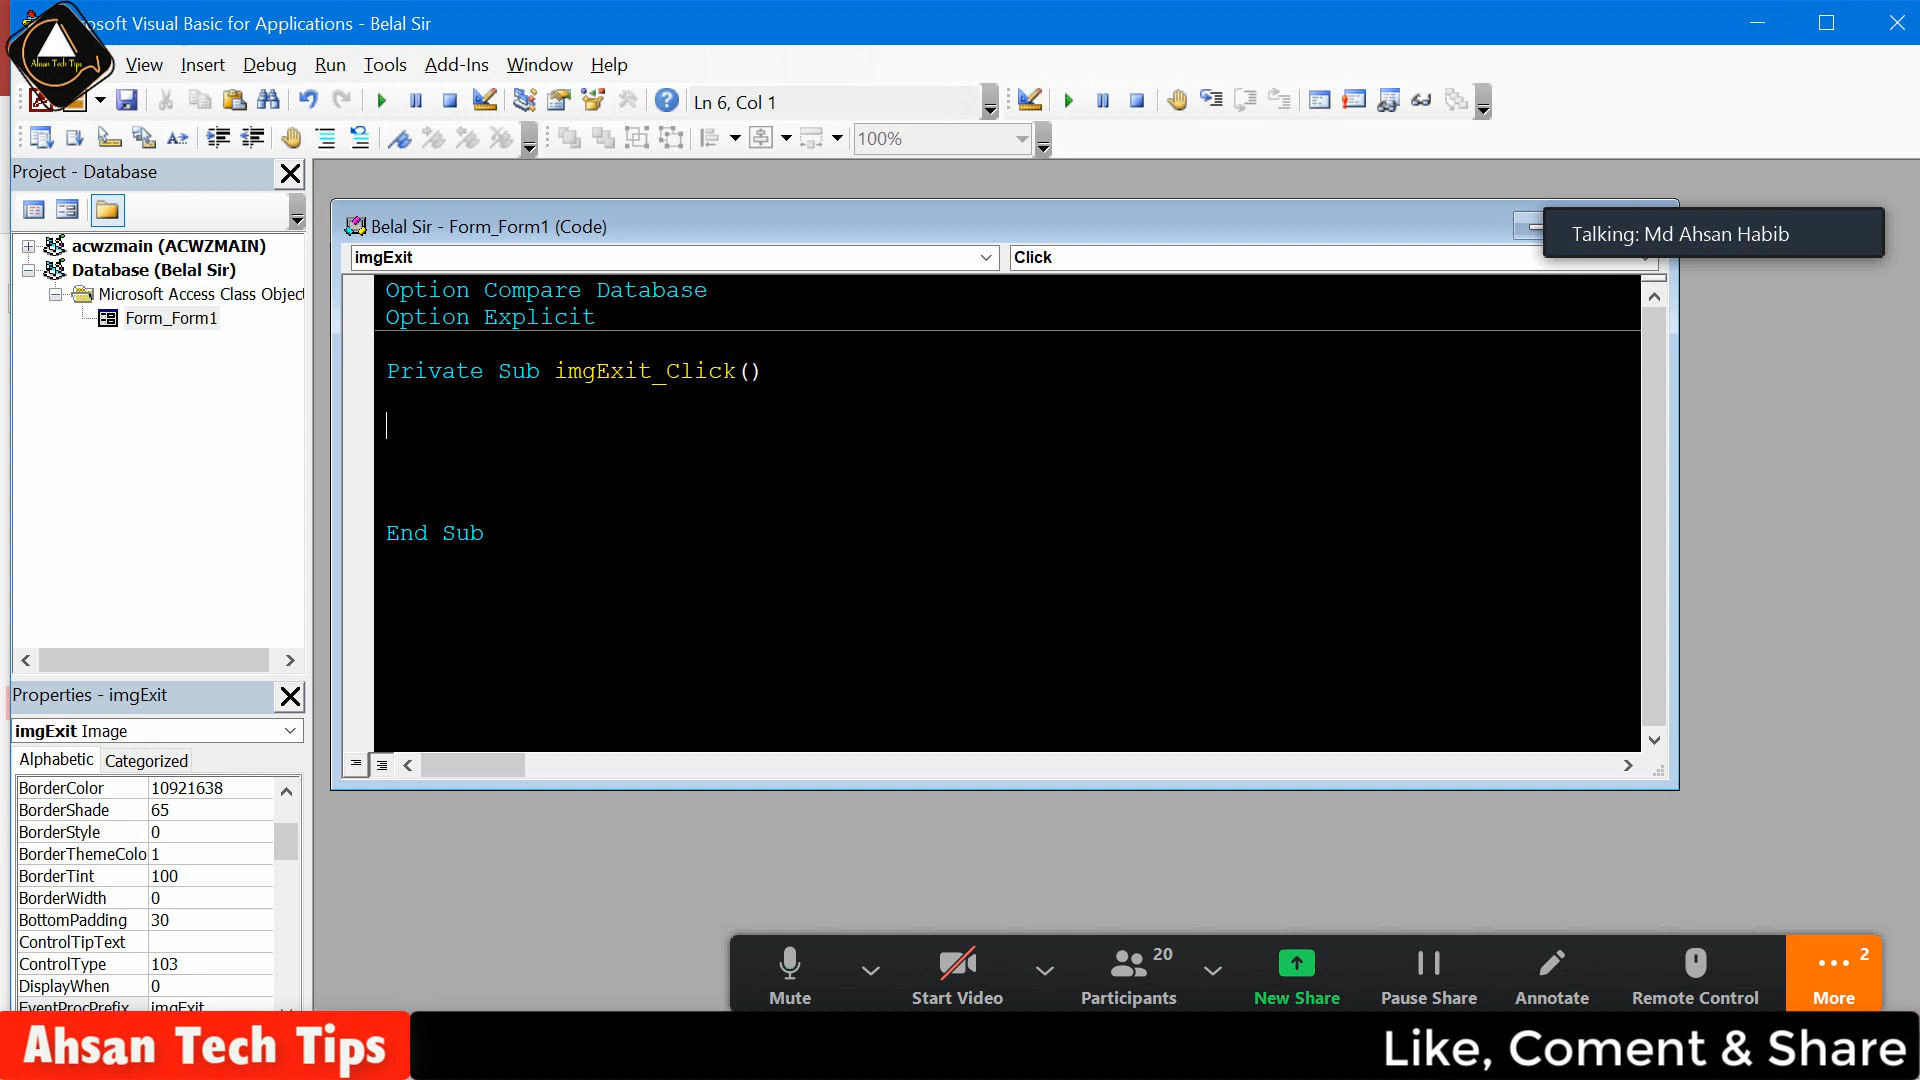 osoft Visual Basic for Applications - Belal Sir
Ahsan Tech Tips
View Insert Debug Run Tools Add-Ins Window Help
Ln 6, Col 1
100%
Project - Database
acwzmain (ACWZMAIN)
Database (Belal Sir)
Microsoft Access Class Objec
Form_Form1
Belal Sir - Form_Form1 (Code)
Talking: Md Ahsan Habib
imgExit
Click
Option Compare Database
Option Explicit
Private Sub imgExit_Click()
End Sub
Properties - imgExit
imgExit Image
Alphabetic Categorized
BorderColor 10921638
BorderShade 65
BorderStyle 0
BorderThemeColo 1
BorderTint 100
BorderWidth 0
BottomPadding 30
ControlTipText
ControlType 103
DisplayWhen 0
EventProcPrefix imgExit
20
2
Mute Start Video Participants New Share Pause Share Annotate Remote Control More
Ahsan Tech Tips
Like, Coment & Share